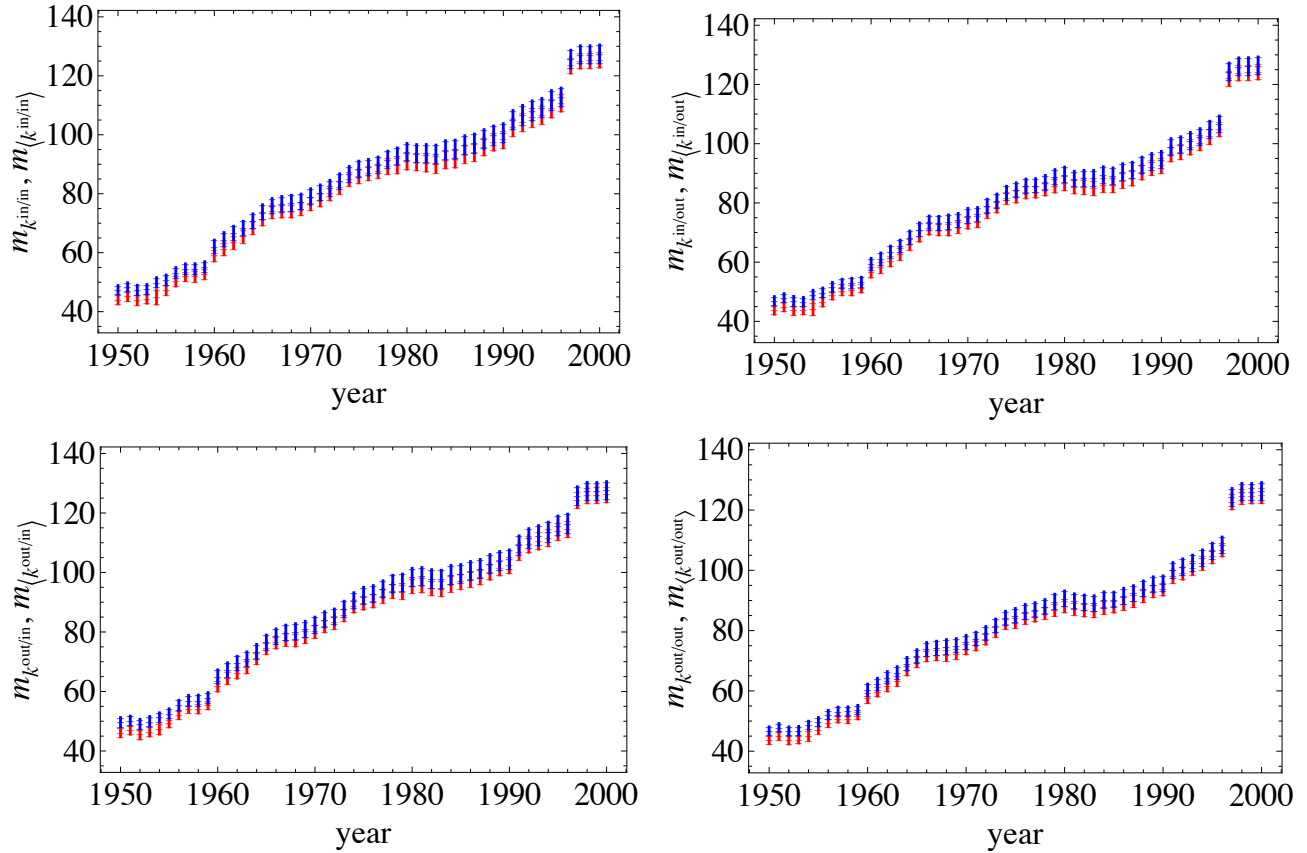 140
120
100
80
60
40
m_{k^{in/in}}, m_{⟨k^{in/in}⟩}
1950 1960 1970 1980 1990 2000
year
140
120
100
80
60
40
m_{k^{in/out}}, m_{⟨k^{in/out}⟩}
1950 1960 1970 1980 1990 2000
year
140
120
100
80
60
40
m_{k^{out/in}}, m_{⟨k^{out/in}⟩}
1950 1960 1970 1980 1990 2000
year
140
120
100
80
60
40
m_{k^{out/out}}, m_{⟨k^{out/out}⟩}
1950 1960 1970 1980 1990 2000
year